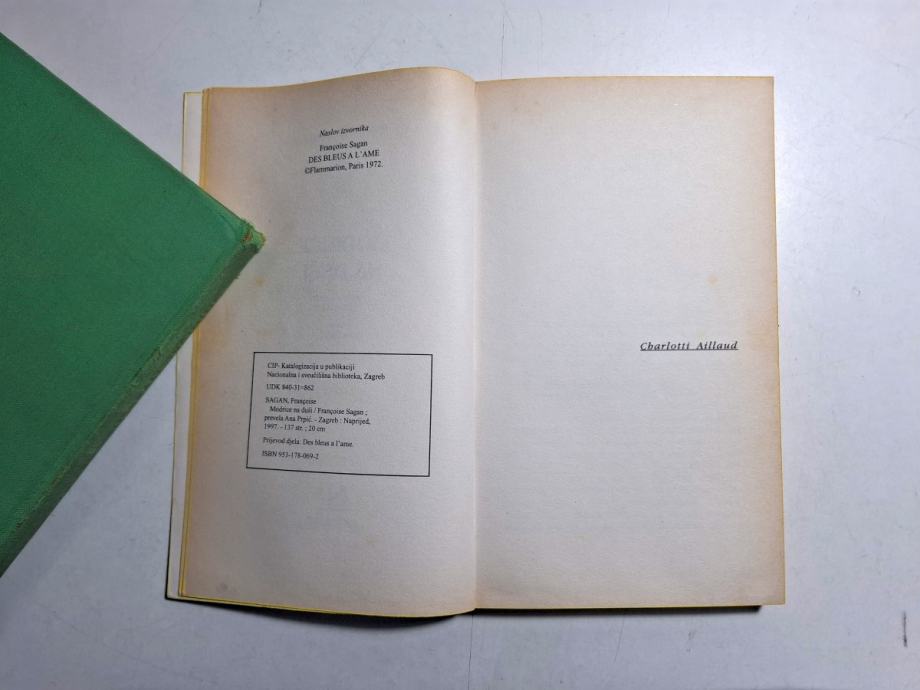 Naslov izvornika
Françoise Sagan
DES BLEUS A L'AME
©Flammarion, Paris 1972.
CIP- Katalogizacija u publikaciji
Nacionalna i sveučilišna biblioteka, Zagreb
UDK 840-31=862
SAGAN, Françoise
Modrice na duši / Françoise Sagan ;
prevela Ana Prpić. - Zagreb : Naprijed,
1997. - 137 str. ; 20 cm
Prijevod djela: Des bleus a l'ame.
ISBN 953-178-069-2
Charlotti Aillaud